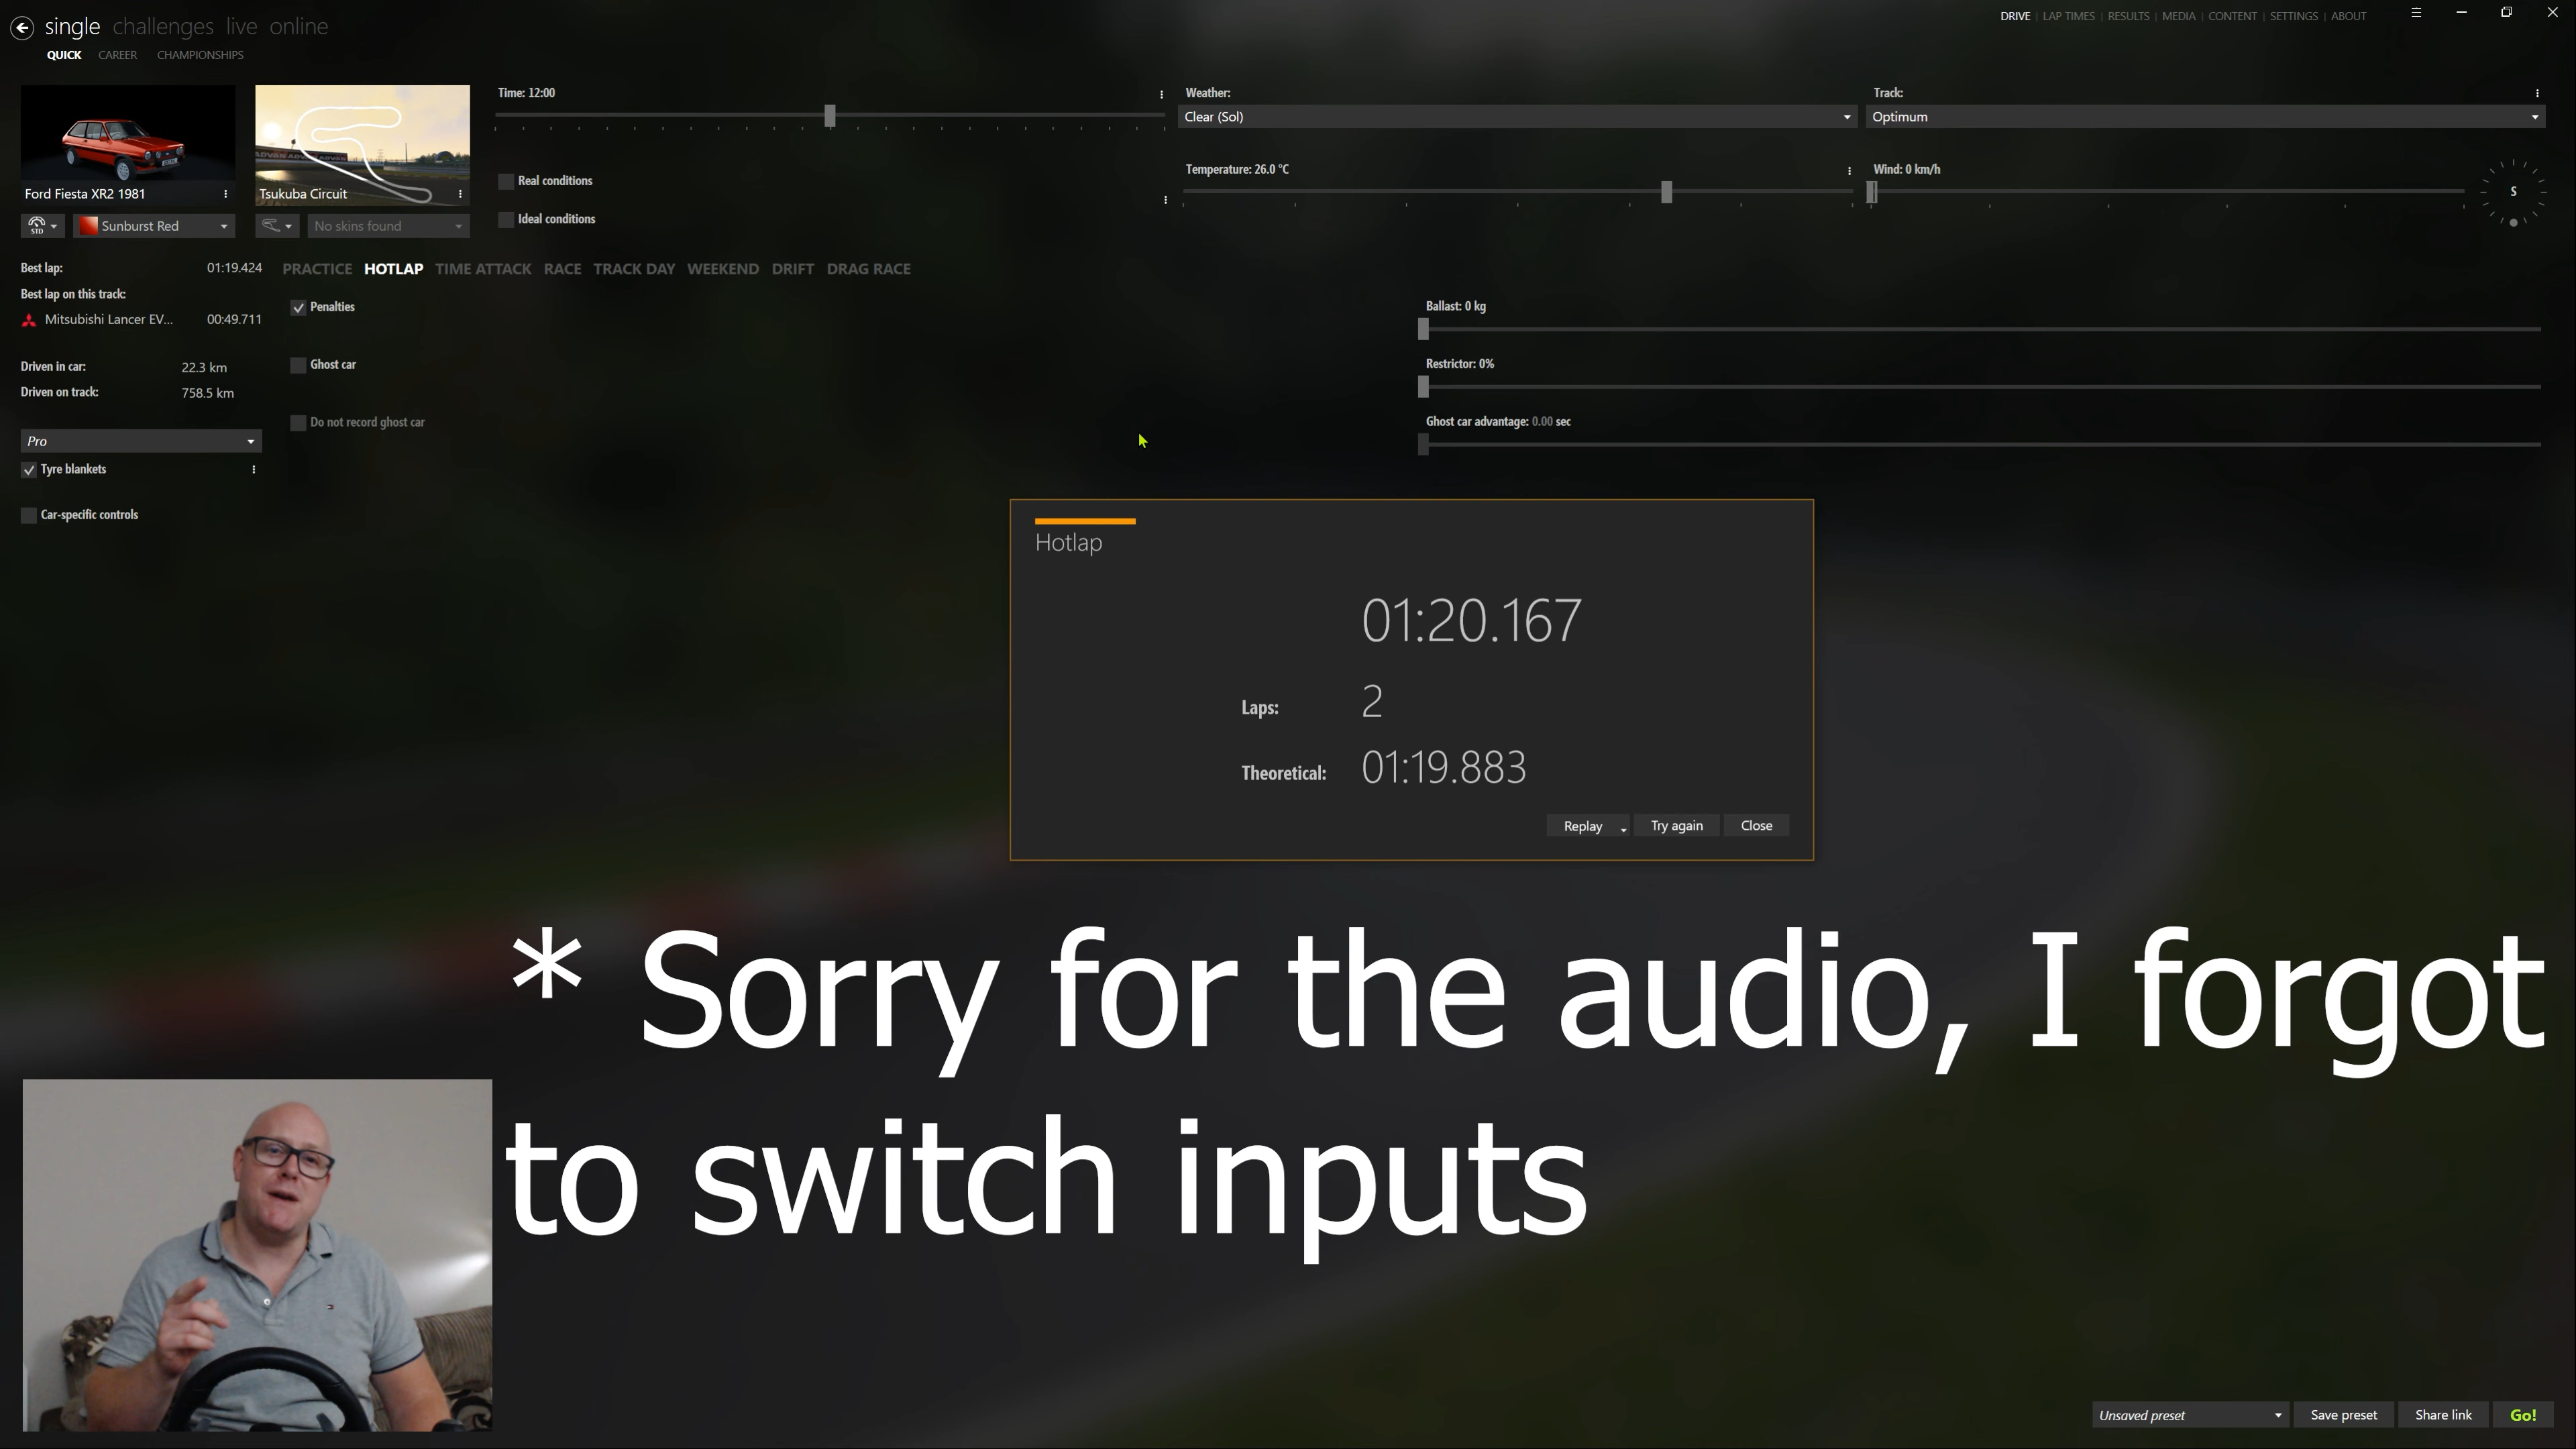 single challenges live online
DRIVE LAP TIMES RESULTS MEDIA CONTENT SETTINGS ABOUT
QUICK CAREER CHAMPIONSHIPS
Time: 12:00
Weather:
Track:
Clear (Sol)
Optimum
Real conditions
Temperature: 26.0 °C
Wind: 0 km/h
S
Ford Fiesta XR2 1981
Tsukuba Circuit
Ideal conditions
STD
Sunburst Red
No skins found
Best lap: 01:19.424
PRACTICE HOTLAP TIME ATTACK RACE TRACK DAY WEEKEND DRIFT DRAG RACE
Best lap on this track:
Mitsubishi Lancer EV... 00:49.711
Penalties
Ballast: 0 kg
Driven in car: 22.3 km
Ghost car
Restrictor: 0%
Driven on track: 758.5 km
Do not record ghost car
Ghost car advantage: 0.00 sec
Pro
Tyre blankets
Car-specific controls
Hotlap
01:20.167
Laps: 2
Theoretical: 01:19.883
Replay Try again Close
* Sorry for the audio, I forgot
to switch inputs
Unsaved preset Save preset Share link Go!